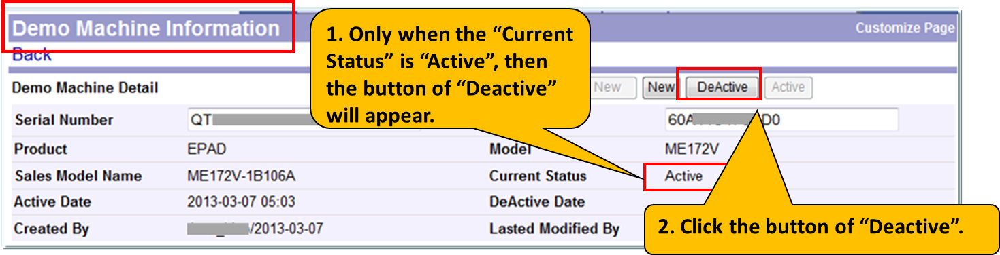 Demo Machine Information
Customize Page
Back
1. Only when the “Current
Status” is “Active”, then
the button of “Deactive”
will appear.
Demo Machine Detail
New New DeActive Active
Serial Number QT 60A D0
Product EPAD Model ME172V
Sales Model Name ME172V-1B106A Current Status Active
Active Date 2013-03-07 05:03 DeActive Date
Created By /2013-03-07 Lasted Modified By
2. Click the button of “Deactive”.